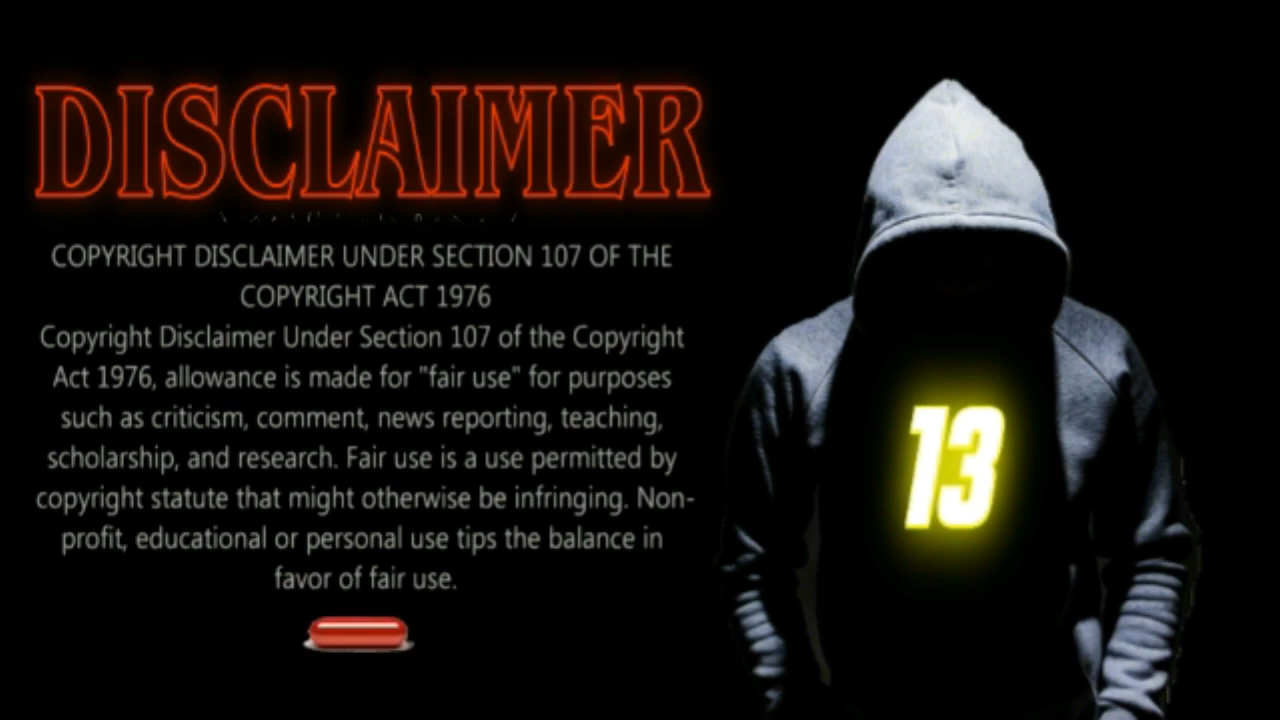 DISCLAIMER
COPYRIGHT DISCLAIMER UNDER SECTION 107 OF THE
COPYRIGHT ACT 1976
Copyright Disclaimer Under Section 107 of the Copyright
Act 1976, allowance is made for "fair use" for purposes
such as criticism, comment, news reporting, teaching,
scholarship, and research. Fair use is a use permitted by
copyright statute that might otherwise be infringing. Non-
profit, educational or personal use tips the balance in
favor of fair use.
13